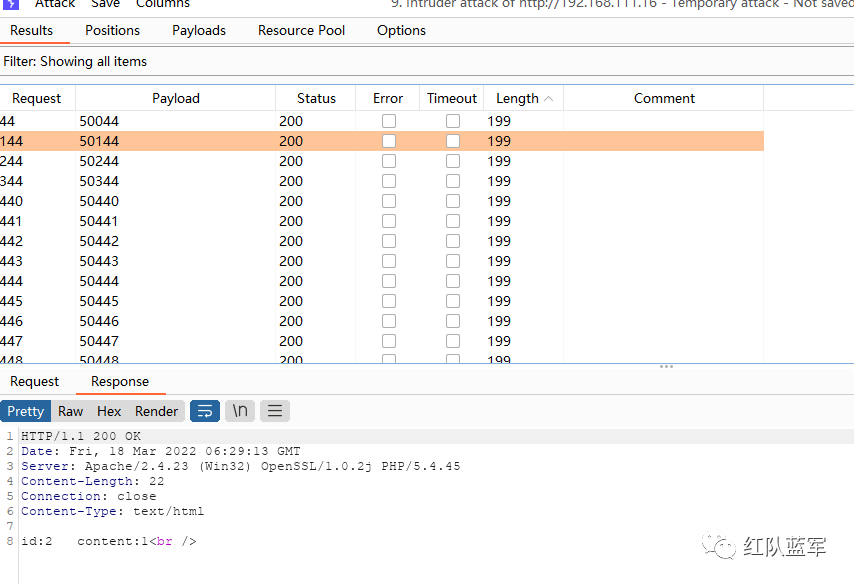 Attack Save Columns 9. Intruder attack of http://192.168.111.16 - Temporary attack - Not saved
Results Positions Payloads Resource Pool Options
Filter: Showing all items
Request Payload Status Error Timeout Length Comment
44 50044 200 199
144 50144 200 199
244 50244 200 199
344 50344 200 199
440 50440 200 199
441 50441 200 199
442 50442 200 199
443 50443 200 199
444 50444 200 199
445 50445 200 199
446 50446 200 199
447 50447 200 199
448 50448 200 199
Request Response
Pretty Raw Hex Render \n
1 HTTP/1.1 200 OK
2 Date: Fri, 18 Mar 2022 06:29:13 GMT
3 Server: Apache/2.4.23 (Win32) OpenSSL/1.0.2j PHP/5.4.45
4 Content-Length: 22
5 Connection: close
6 Content-Type: text/html
7
8 id:2 content:1<br />
红队蓝军